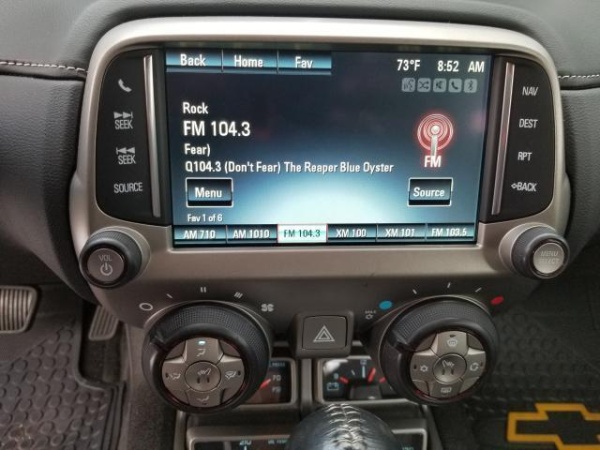 Back Home Fav 73°F 8:52 AM
Rock
FM 104.3
Fear)
Q104.3 (Don't Fear) The Reaper Blue Oyster
FM
Menu Source
Fav 1 of 6
AM 710 AM 1010 FM 104.3 XM 100 XM 101 FM 103.5
SEEK
SEEK
SOURCE
VOL
NAV
DEST
RPT
BACK
MENU
SELECT